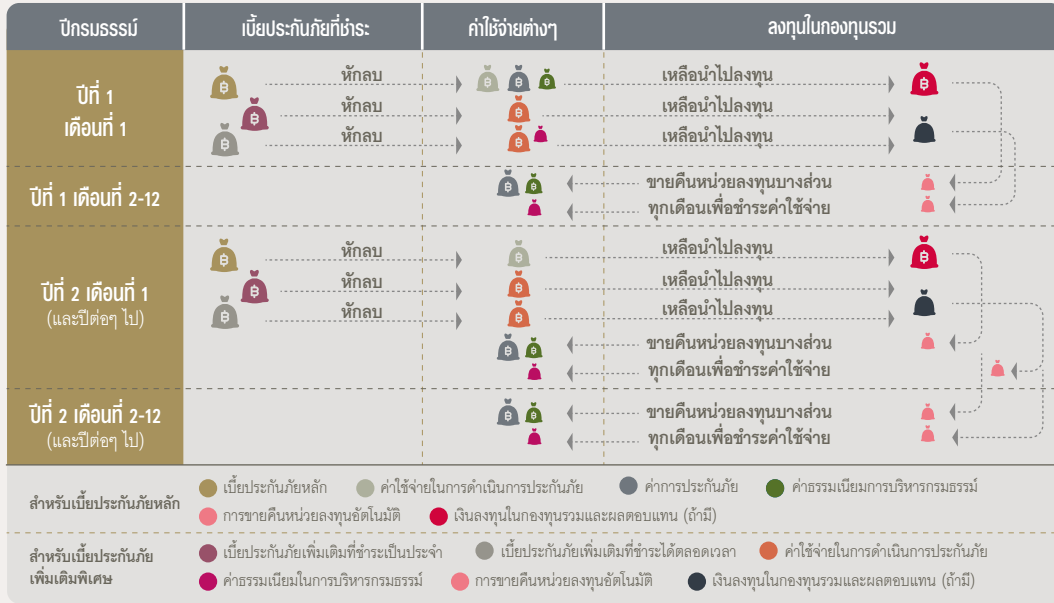 ปีกรมธรรม์ เบี้ยประกันภัยที่ชำระ ค่าใช้จ่ายต่างๆ ลงทุนในกองทุนรวม
ปีที่ 1
เดือนที่ 1
หักลบ เหลือนำไปลงทุน
หักลบ เหลือนำไปลงทุน
หักลบ เหลือนำไปลงทุน
ปีที่ 1 เดือนที่ 2-12
ขายคืนหน่วยลงทุนบางส่วน
ทุกเดือนเพื่อชำระค่าใช้จ่าย
ปีที่ 2 เดือนที่ 1
(และปีต่อๆ ไป)
หักลบ เหลือนำไปลงทุน
หักลบ เหลือนำไปลงทุน
หักลบ เหลือนำไปลงทุน
ขายคืนหน่วยลงทุนบางส่วน
ทุกเดือนเพื่อชำระค่าใช้จ่าย
ปีที่ 2 เดือนที่ 2-12
(และปีต่อๆ ไป)
ขายคืนหน่วยลงทุนบางส่วน
ทุกเดือนเพื่อชำระค่าใช้จ่าย
สำหรับเบี้ยประกันภัยหลัก
เบี้ยประกันภัยหลัก ค่าใช้จ่ายในการดำเนินการประกันภัย ค่าการประกันภัย ค่าธรรมเนียมการบริหารกรมธรรม์
การขายคืนหน่วยลงทุนอัตโนมัติ เงินลงทุนในกองทุนรวมและผลตอบแทน (ถ้ามี)
สำหรับเบี้ยประกันภัย
เพิ่มเติมพิเศษ
เบี้ยประกันภัยเพิ่มเติมที่ชำระเป็นประจำ เบี้ยประกันภัยเพิ่มเติมที่ชำระได้ตลอดเวลา ค่าใช้จ่ายในการดำเนินการประกันภัย
ค่าธรรมเนียมในการบริหารกรมธรรม์ การขายคืนหน่วยลงทุนอัตโนมัติ เงินลงทุนในกองทุนรวมและผลตอบแทน (ถ้ามี)